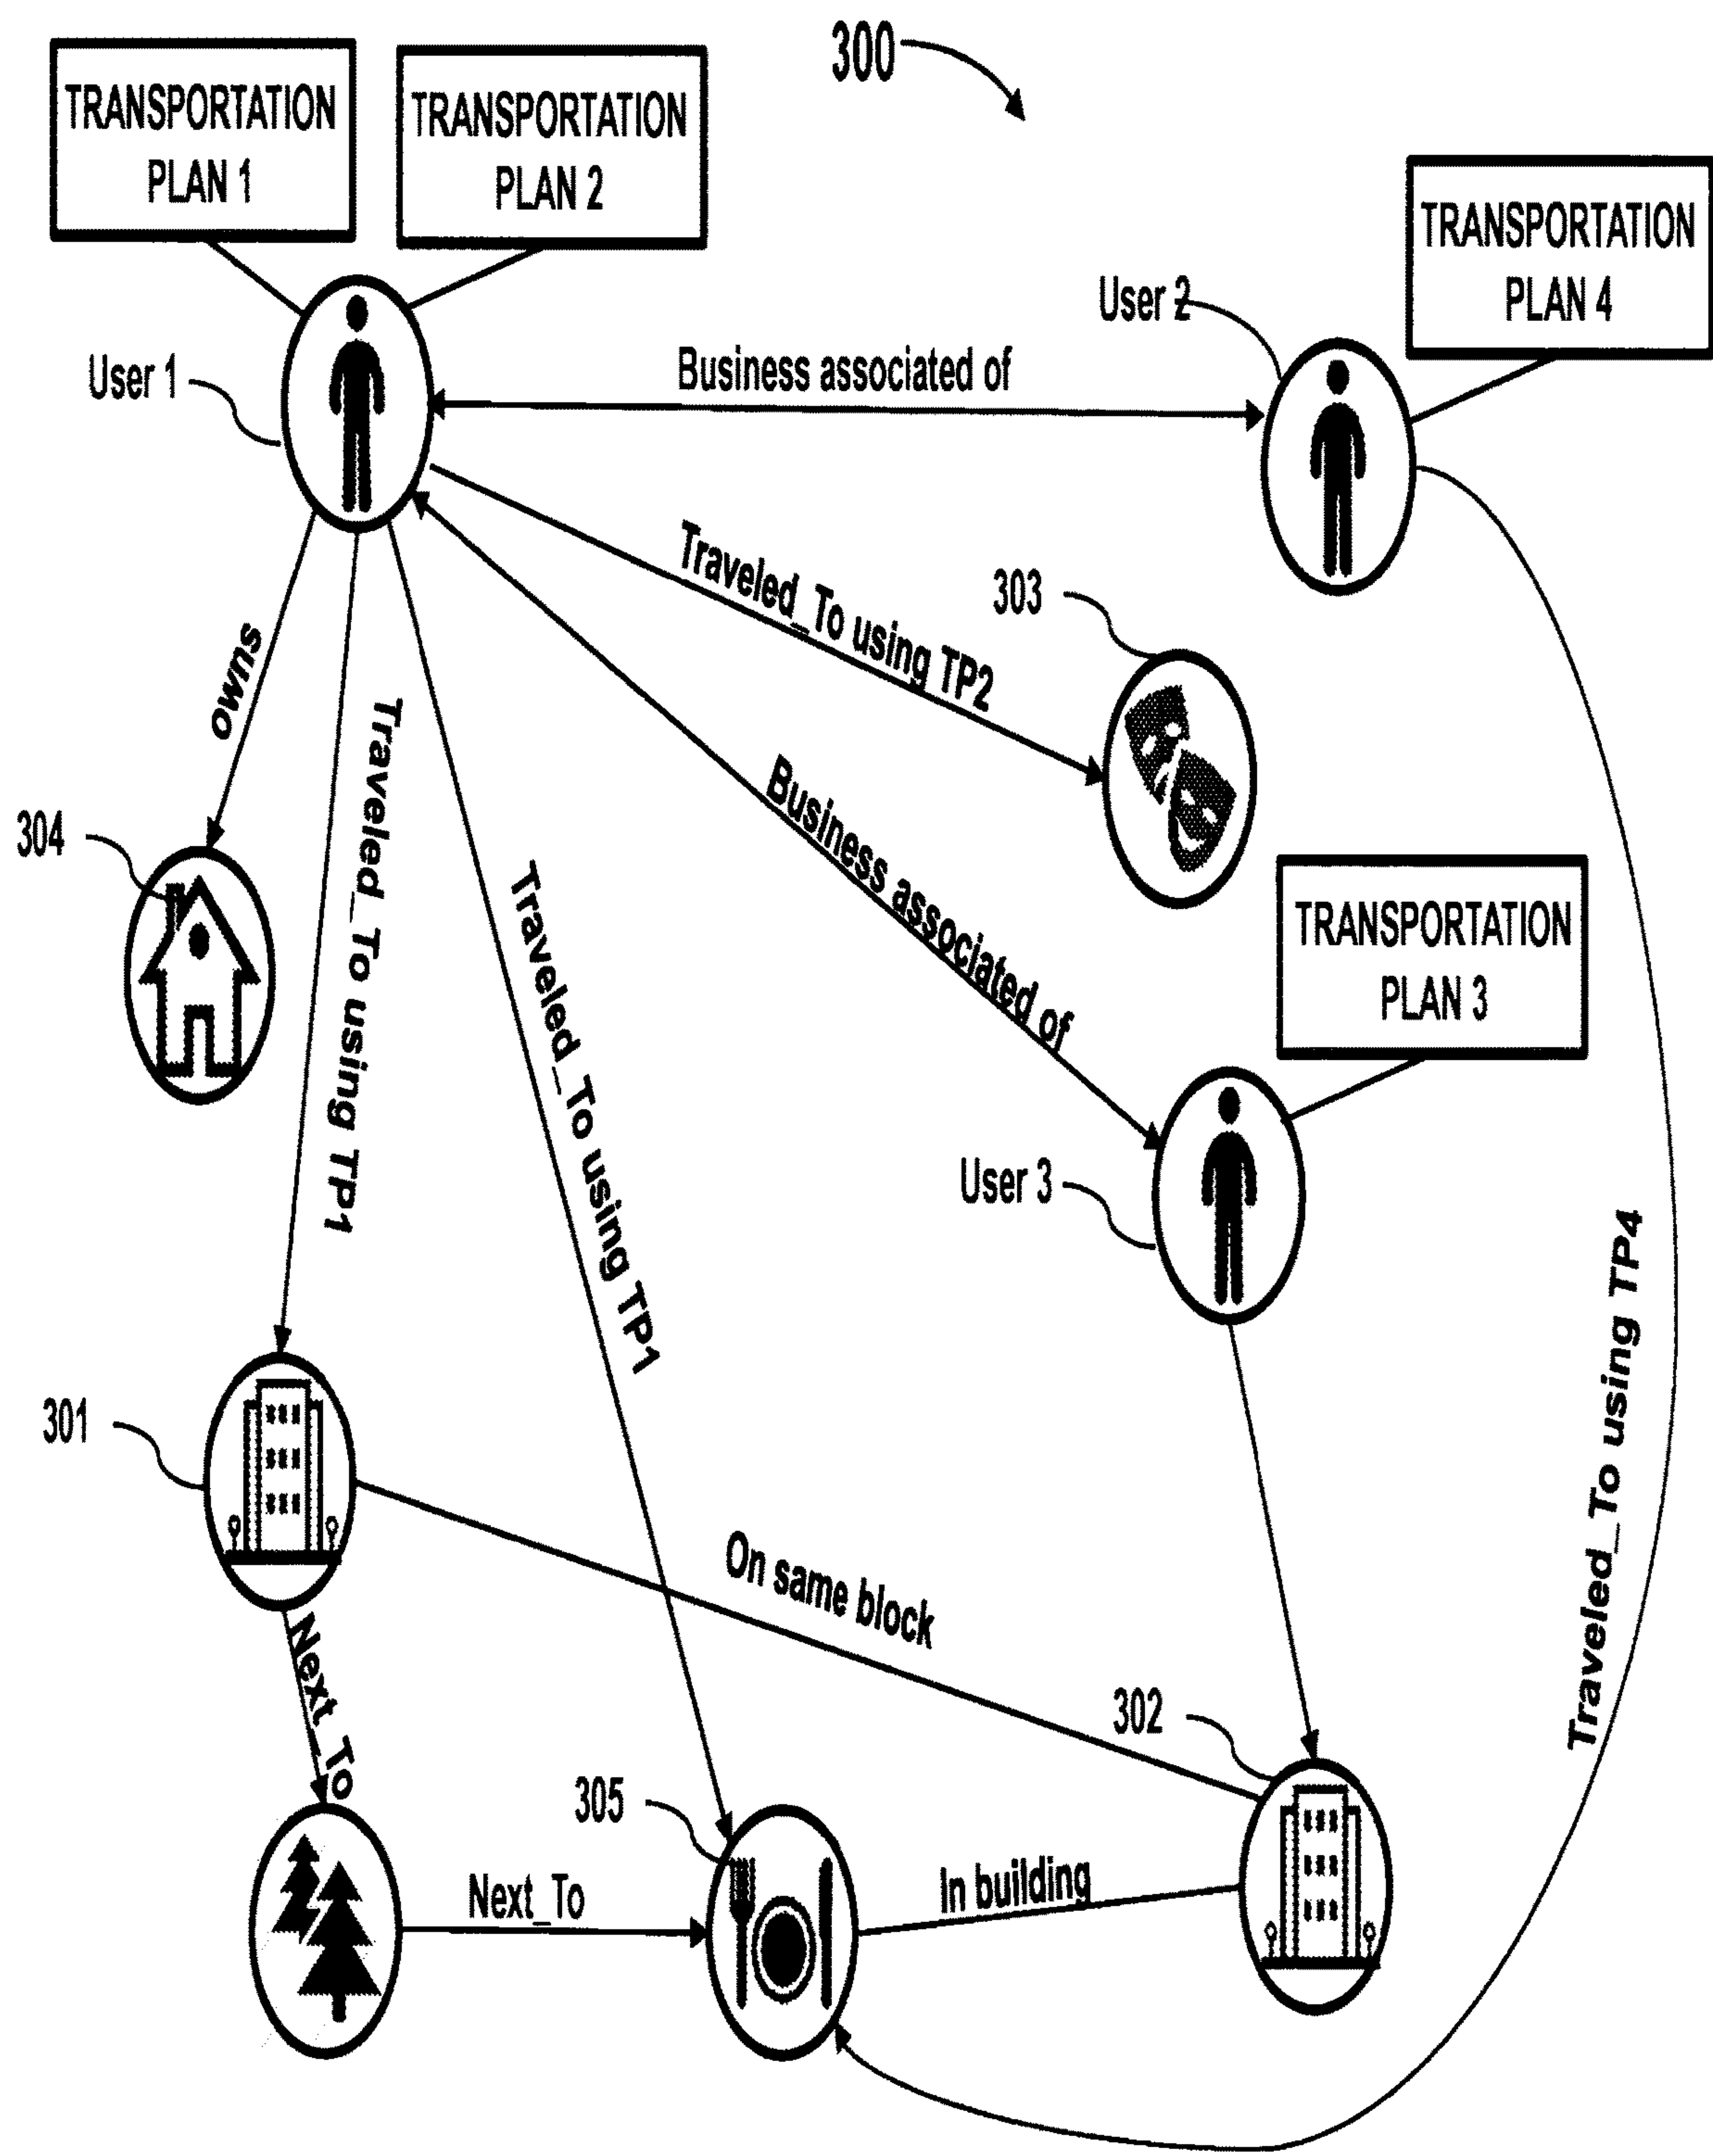 300
TRANSPORTATION
PLAN 1
TRANSPORTATION
PLAN 2
TRANSPORTATION
PLAN 4
User 1
User 2
Business associated of
Traveled_To using TP2
303
owns
Traveled_To using TP1
Traveled_To using TP1
Business associated of
304
TRANSPORTATION
PLAN 3
User 3
Traveled_To using TP4
301
On same block
Next_To
302
305
Next_To
In building